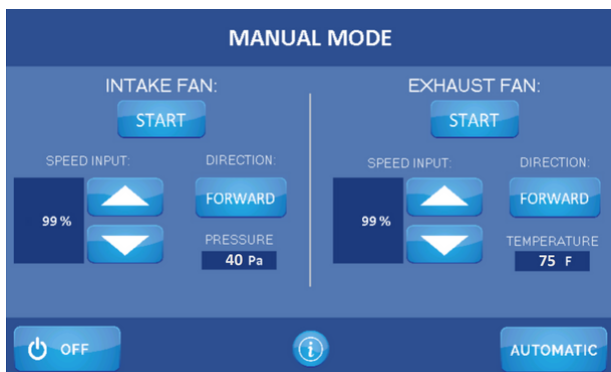 MANUAL MODE
INTAKE FAN:
START
SPEED INPUT:
DIRECTION:
99 %
FORWARD
PRESSURE
40 Pa
EXHAUST FAN:
START
SPEED INPUT:
DIRECTION:
99 %
FORWARD
TEMPERATURE
75 F
OFF
i
AUTOMATIC